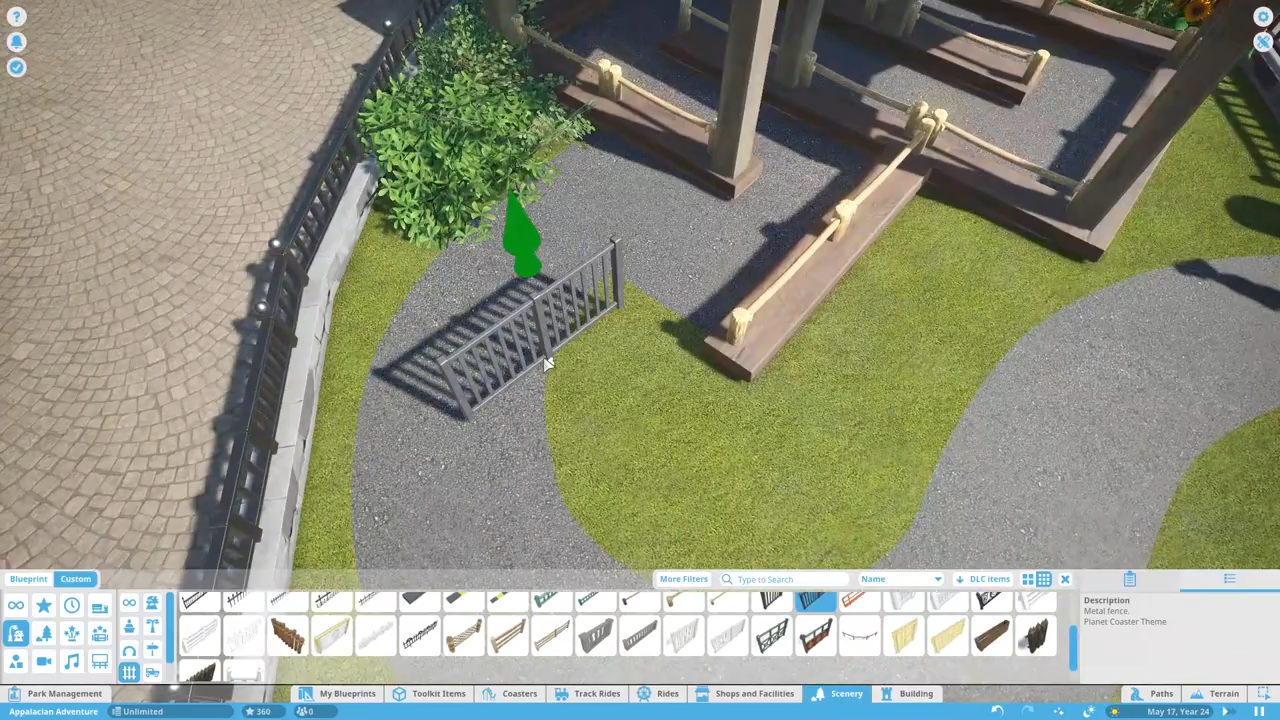 Blueprint
Custom
More Filters
Type to Search
Name
DLC items
Description
Metal fence.
Planet Coaster Theme
Park Management
My Blueprints
Toolkit Items
Coasters
Track Rides
Rides
Shops and Facilities
Scenery
Building
Paths
Terrain
Appalacian Adventure
Unlimited
360
0
May 17, Year 24